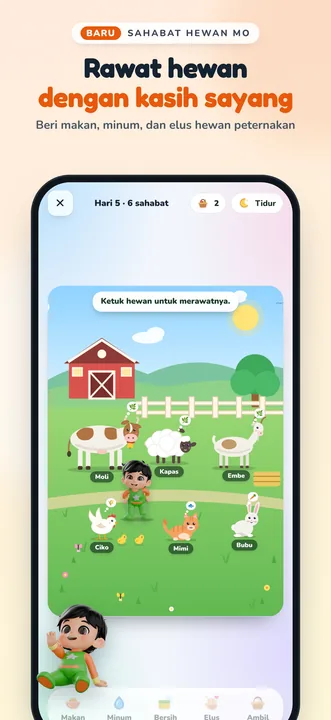 BARU SAHABAT HEWAN MO
Rawat hewan
dengan kasih sayang
Beri makan, minum, dan elus hewan peternakan
Hari 5 · 6 sahabat
2
Tidur
Ketuk hewan untuk merawatnya.
Moli
Kapas
Embe
Ciko
Mimi
Bubu
Makan
Minum
Bersih
Elus
Ambil